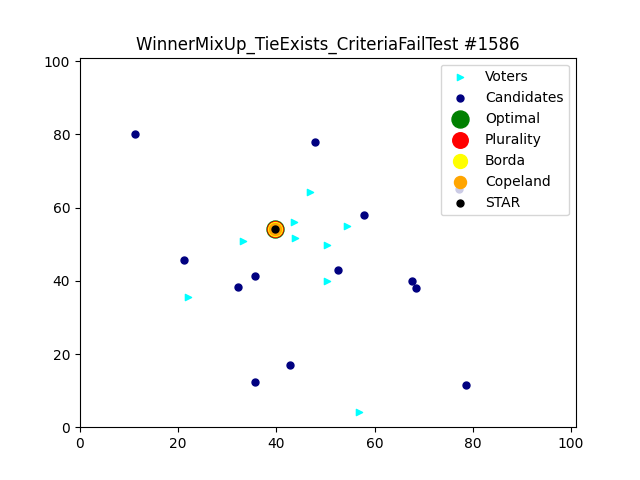 WinnerMixUp_TieExists_CriteriaFailTest #1586
Voters
Candidates
Optimal
Plurality
Borda
Copeland
STAR
100
80
60
40
20
0
0
20
40
60
80
100